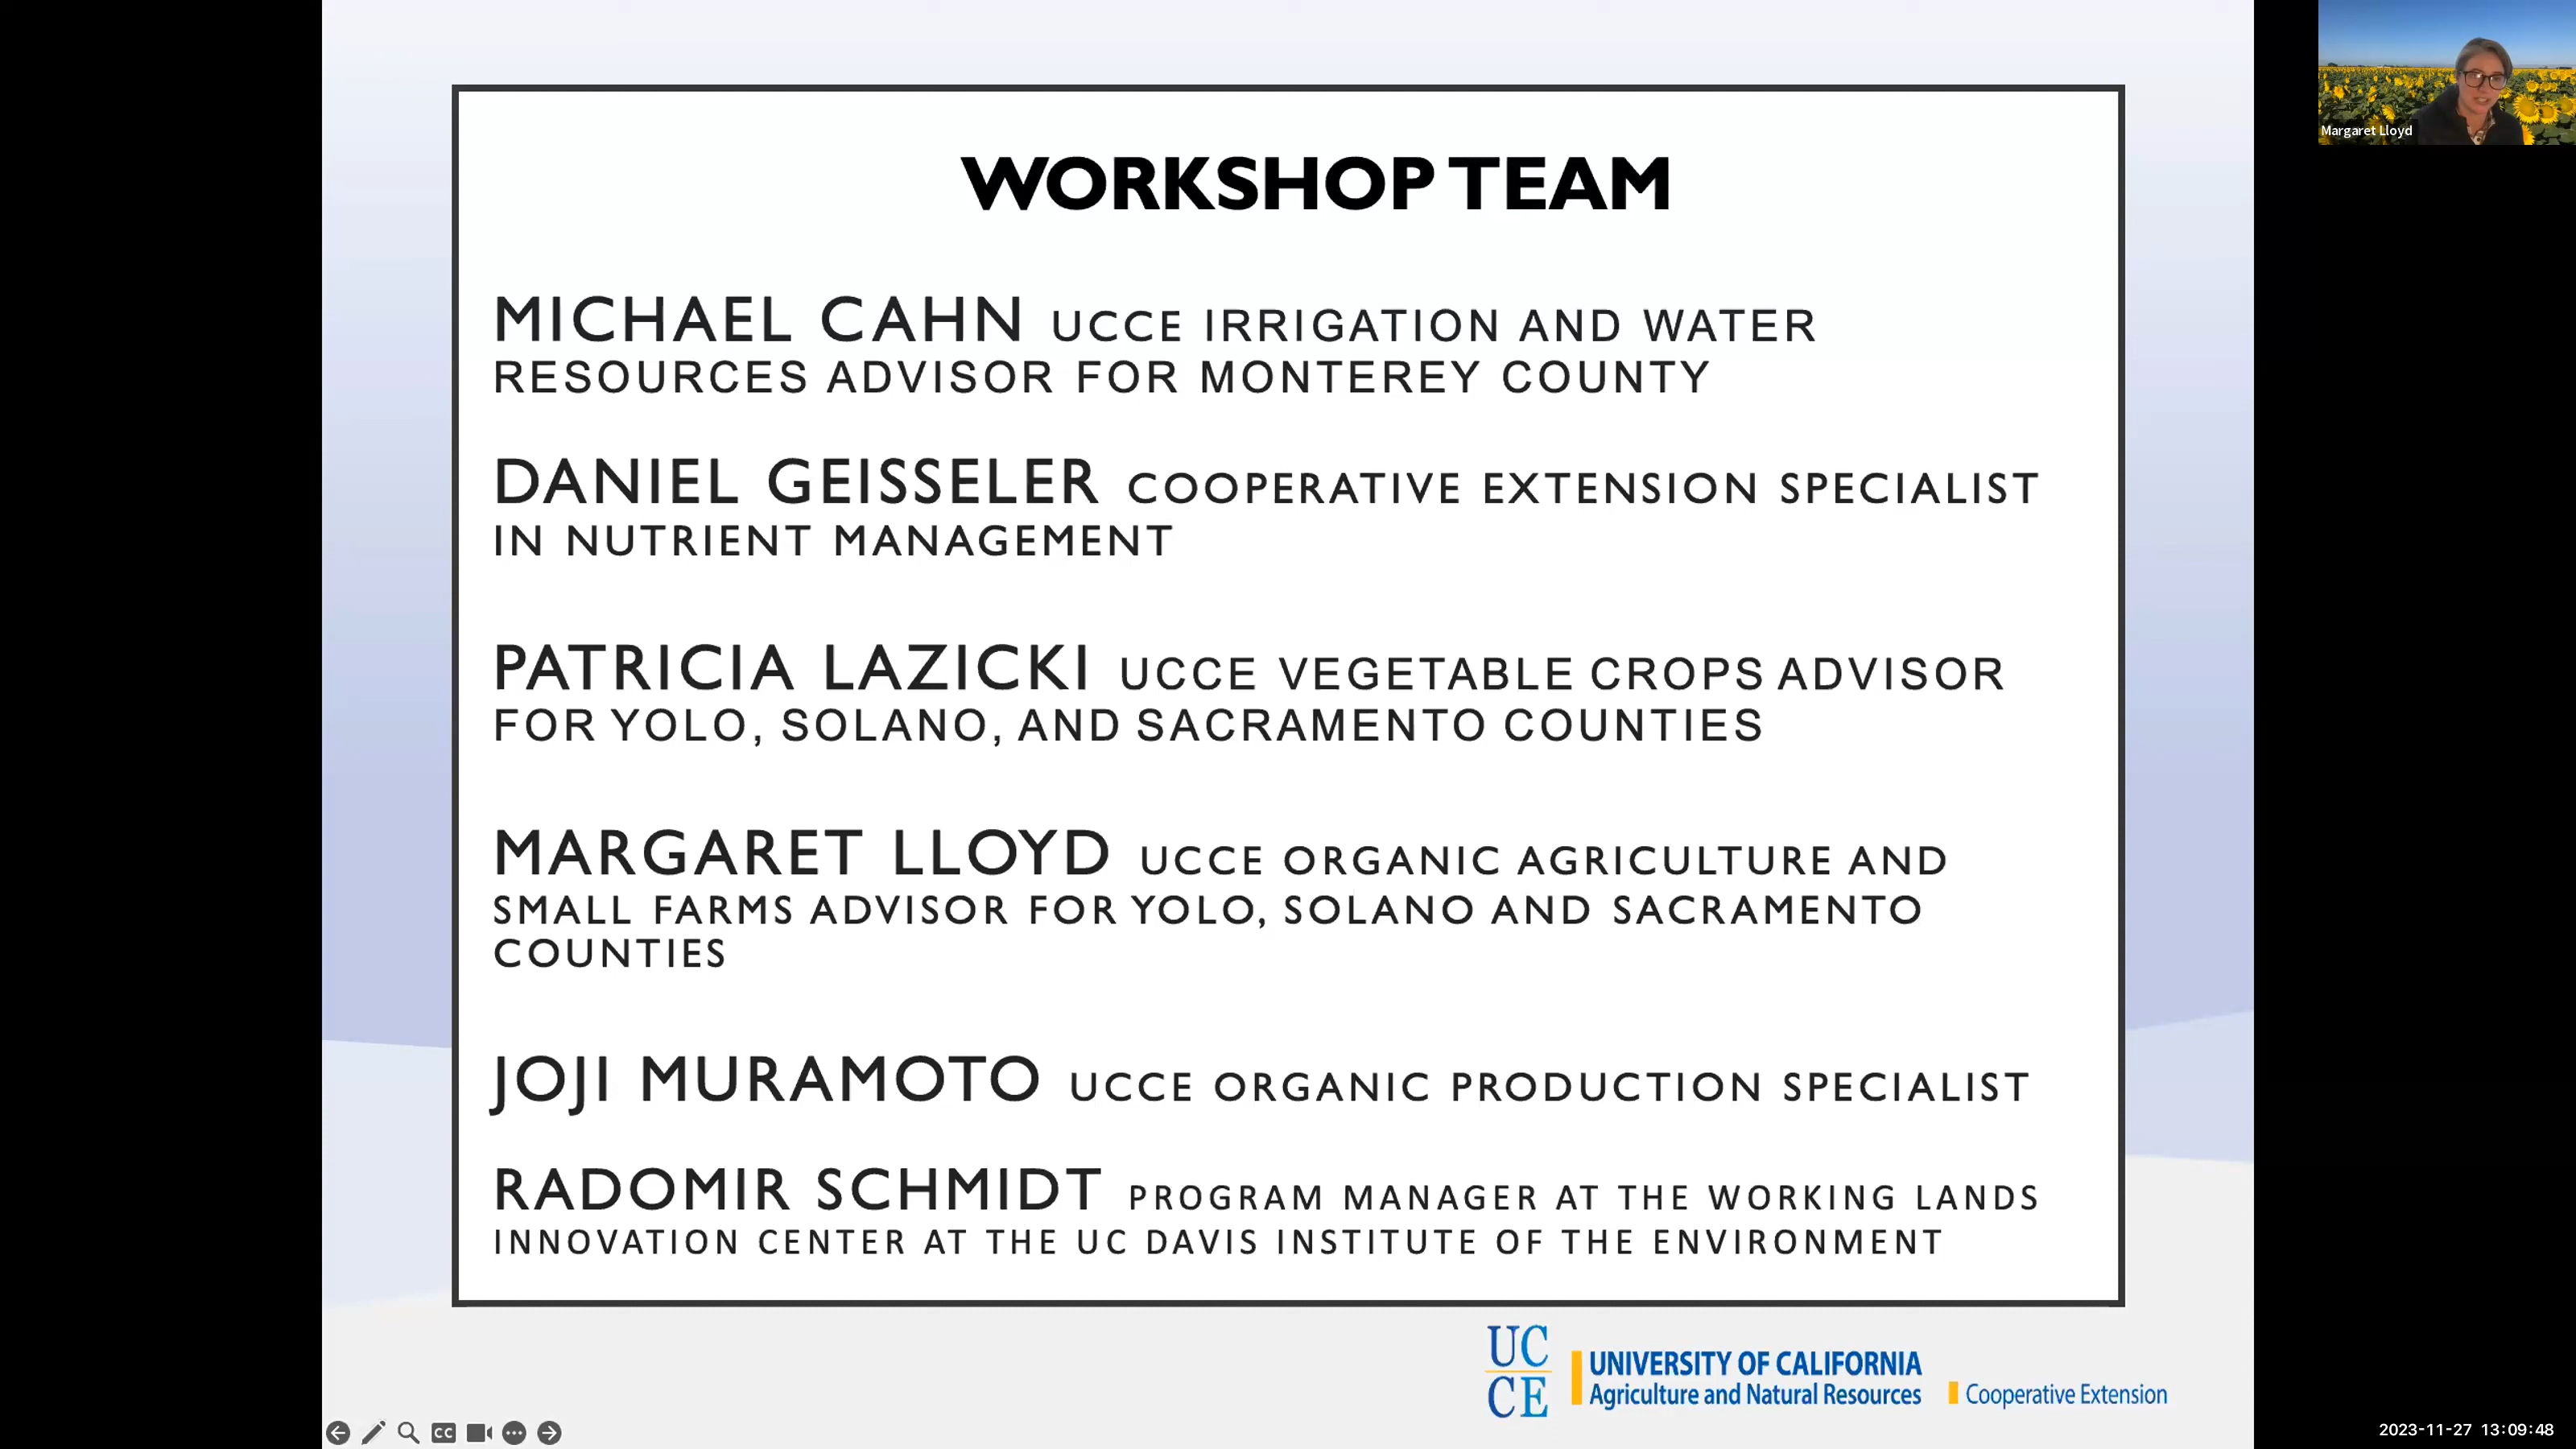 WORKSHOP TEAM
MICHAEL CAHN UCCE IRRIGATION AND WATER
RESOURCES ADVISOR FOR MONTEREY COUNTY
DANIEL GEISSELER COOPERATIVE EXTENSION SPECIALIST
IN NUTRIENT MANAGEMENT
PATRICIA LAZICKI UCCE VEGETABLE CROPS ADVISOR
FOR YOLO, SOLANO, AND SACRAMENTO COUNTIES
MARGARET LLOYD UCCE ORGANIC AGRICULTURE AND
SMALL FARMS ADVISOR FOR YOLO, SOLANO AND SACRAMENTO
COUNTIES
JOJI MURAMOTO UCCE ORGANIC PRODUCTION SPECIALIST
RADOMIR SCHMIDT PROGRAM MANAGER AT THE WORKING LANDS
INNOVATION CENTER AT THE UC DAVIS INSTITUTE OF THE ENVIRONMENT
UC
CE
UNIVERSITY OF CALIFORNIA
Agriculture and Natural Resources
Cooperative Extension
CC
Margaret Lloyd
2023-11-27 13:09:48